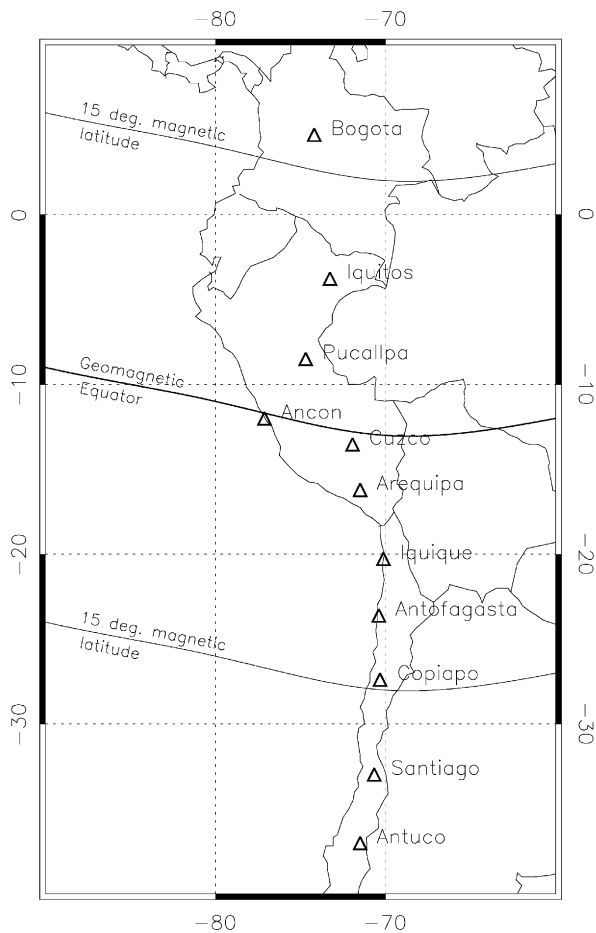 −80 −70
15 deg. magnetic
latitude
Bogota
0 0
Iquitos
Pucallpa
Geomagnetic
Equator
−10 −10
Ancon
Cuzco
Arequipa
−20 −20
Iquique
Antofagasta
15 deg. magnetic
latitude
Copiapo
−30 −30
Santiago
Antuco
−80 −70